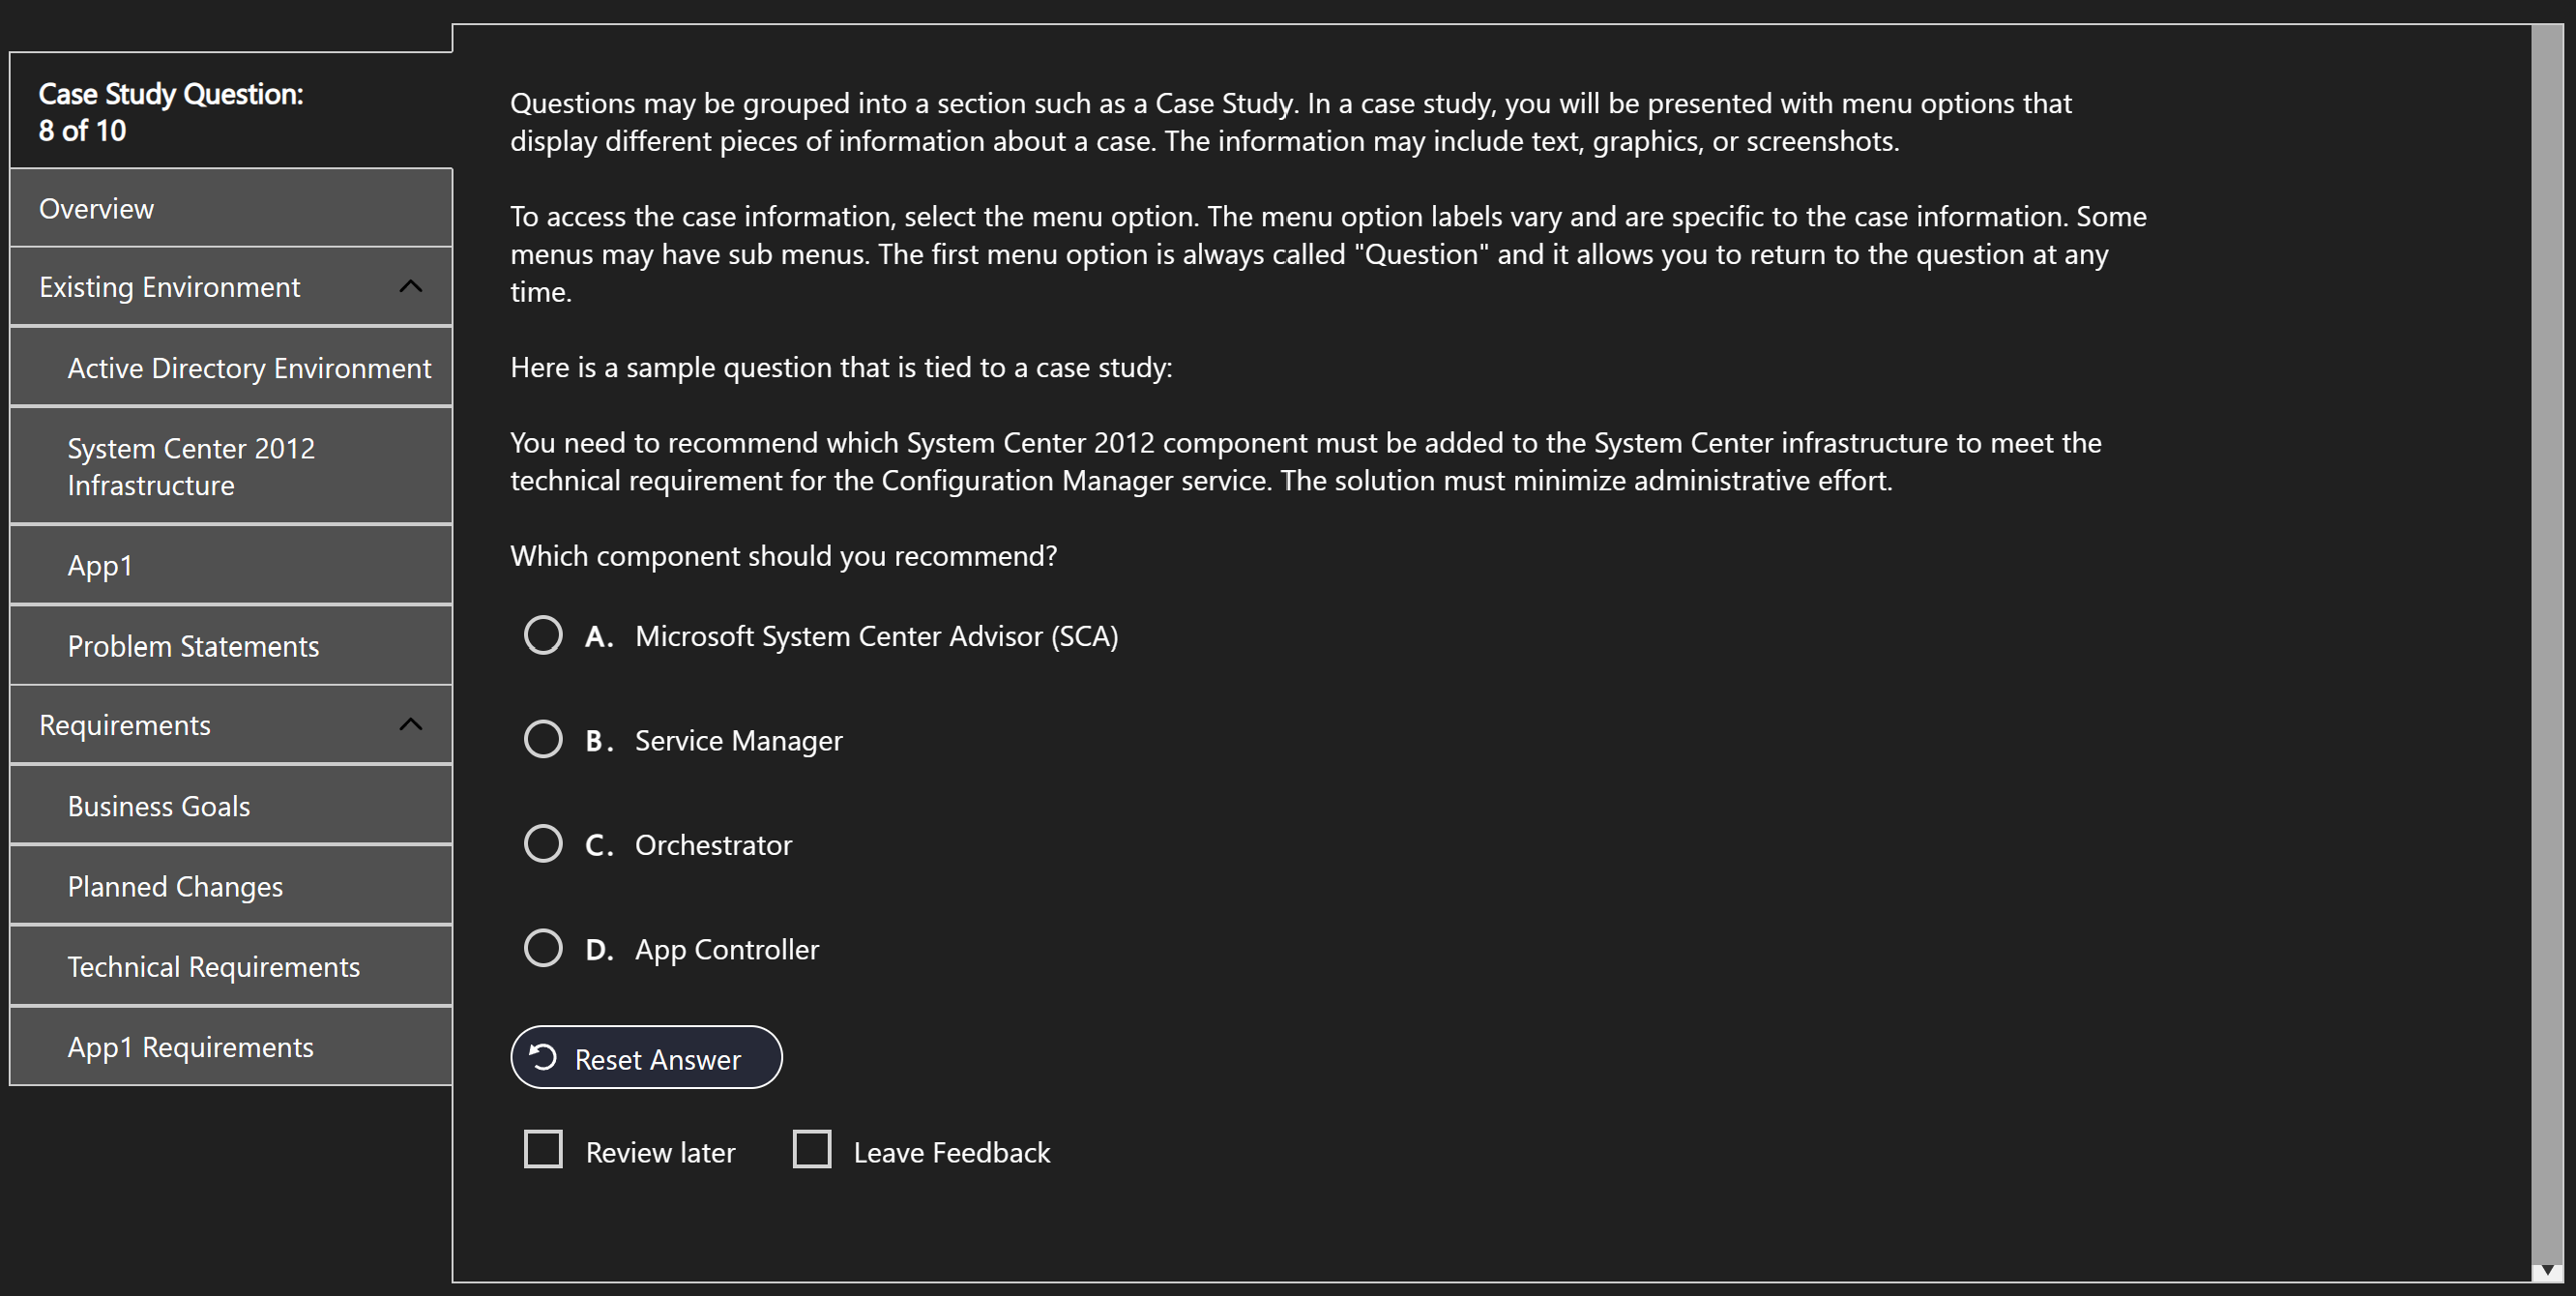 Case Study Question:
8 of 10
Overview
Existing Environment
Active Directory Environment
System Center 2012
Infrastructure
App1
Problem Statements
Requirements
Business Goals
Planned Changes
Technical Requirements
App1 Requirements
Questions may be grouped into a section such as a Case Study. In a case study, you will be presented with menu options that
display different pieces of information about a case. The information may include text, graphics, or screenshots.
To access the case information, select the menu option. The menu option labels vary and are specific to the case information. Some
menus may have sub menus. The first menu option is always called "Question" and it allows you to return to the question at any
time.
Here is a sample question that is tied to a case study:
You need to recommend which System Center 2012 component must be added to the System Center infrastructure to meet the
technical requirement for the Configuration Manager service. The solution must minimize administrative effort.
Which component should you recommend?
A. Microsoft System Center Advisor (SCA)
B. Service Manager
C. Orchestrator
D. App Controller
Reset Answer
Review later Leave Feedback